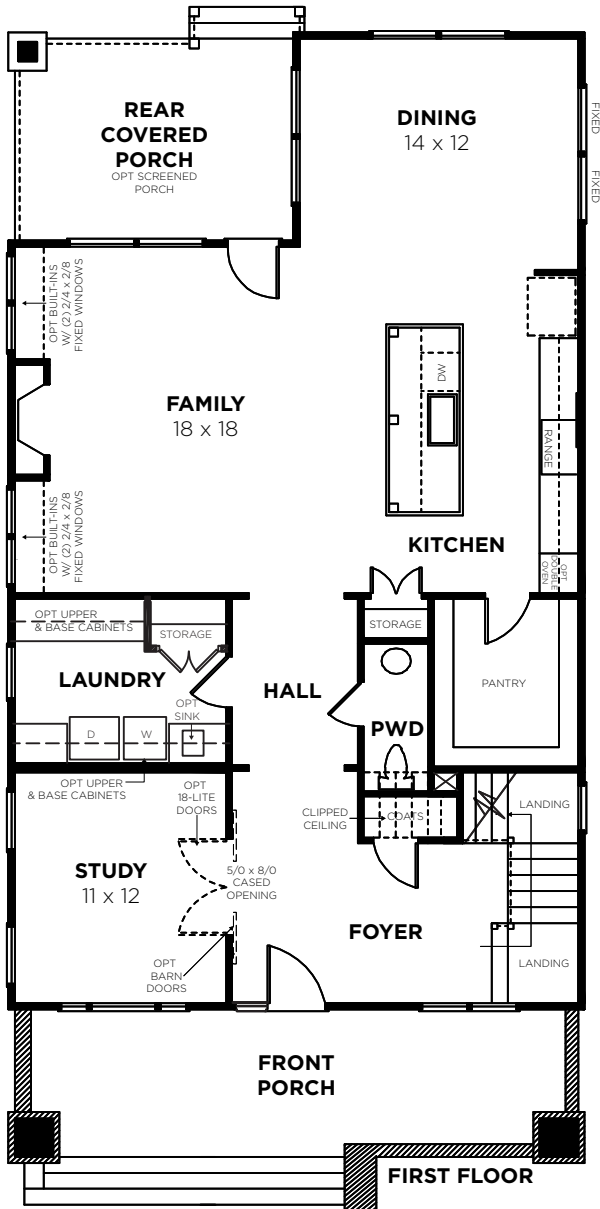 REAR
COVERED
PORCH
OPT SCREENED
PORCH
DINING
14 x 12
FIXED
FIXED
OPT BUILT-INS
W/ (2) 2/4 x 2/8
FIXED WINDOWS
FAMILY
18 x 18
DW
RANGE
OPT BUILT-INS
W/ (2) 2/4 x 2/8
FIXED WINDOWS
KITCHEN
OPT
DOUBLE
OVEN
OPT UPPER
& BASE CABINETS
STORAGE
STORAGE
LAUNDRY
HALL
PANTRY
OPT
SINK
PWD
D
W
OPT UPPER
& BASE CABINETS
OPT
18-LITE
DOORS
CLIPPED
CEILING
COATS
LANDING
STUDY
11 x 12
5/0 x 8/0
CASED
OPENING
FOYER
OPT
BARN
DOORS
LANDING
FRONT
PORCH
FIRST FLOOR